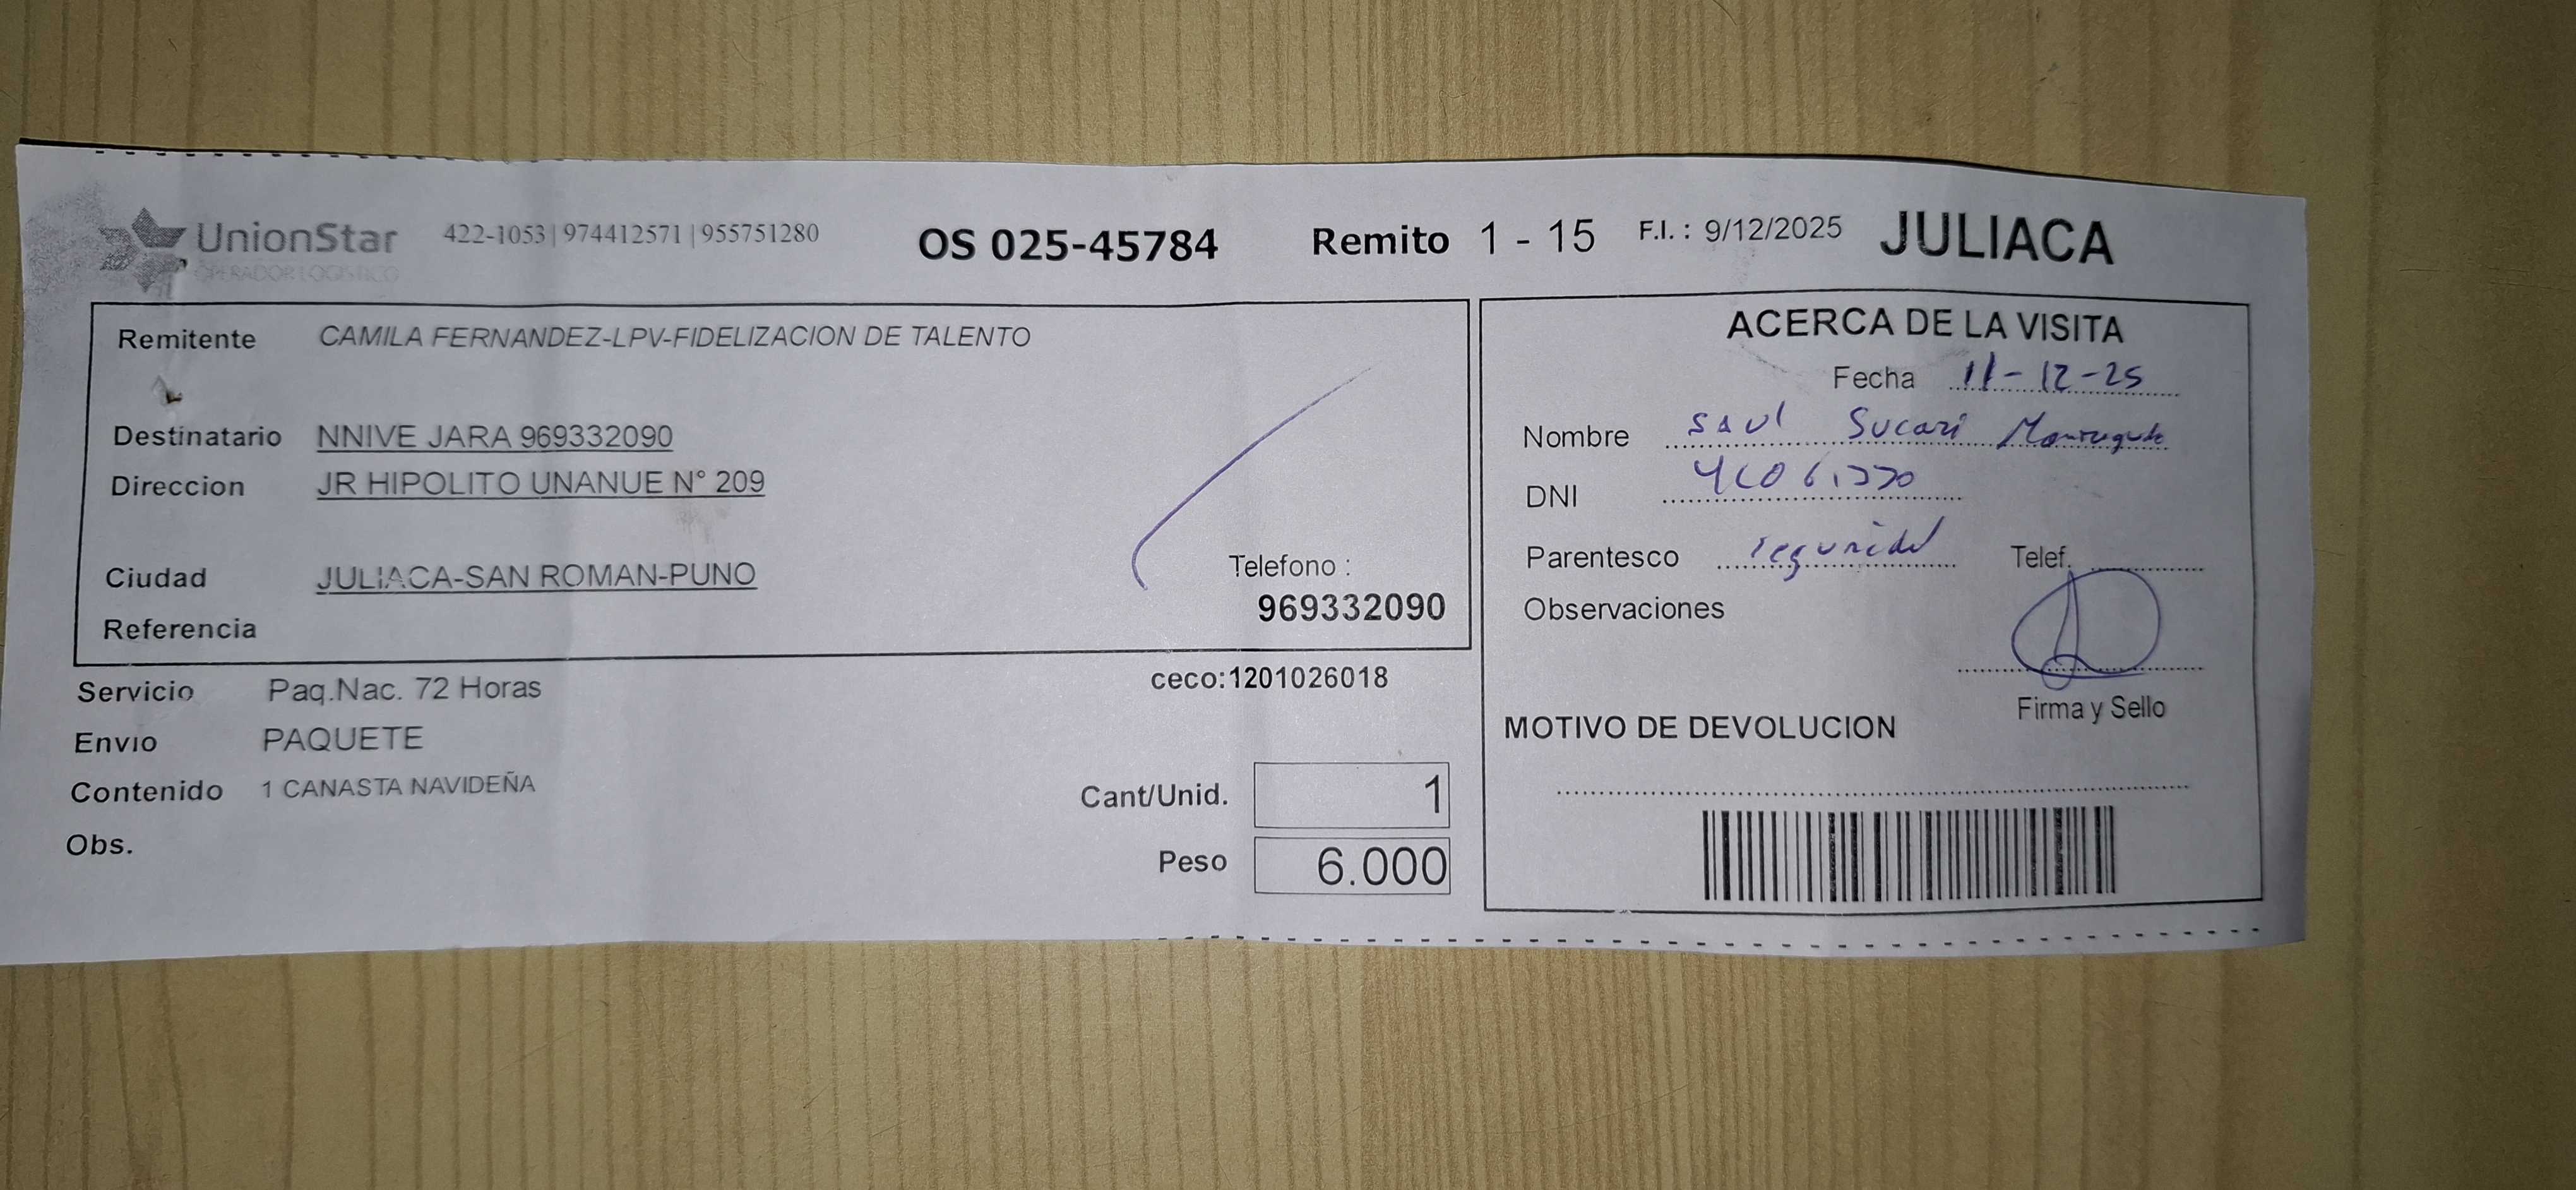 UnionStar 422-1053 | 974412571 | 955751280 OS 025-45784 Remito 1 - 15 F.I. : 9/12/2025 JULIACA
OPERADOR LOGISTICO
Remitente CAMILA FERNANDEZ-LPV-FIDELIZACION DE TALENTO
Destinatario NNIVE JARA 969332090
Direccion JR HIPOLITO UNANUE N° 209
Ciudad JULIACA-SAN ROMAN-PUNO
Telefono :
969332090
Referencia
ceco:1201026018
Servicio Paq.Nac. 72 Horas
Envio PAQUETE
Contenido 1 CANASTA NAVIDEÑA
Obs.
Cant/Unid. 1
Peso 6.000
ACERCA DE LA VISITA
Fecha 11-12-25
Nombre Saul Sucari
DNI
Parentesco Telef.
Observaciones
Firma y Sello
MOTIVO DE DEVOLUCION